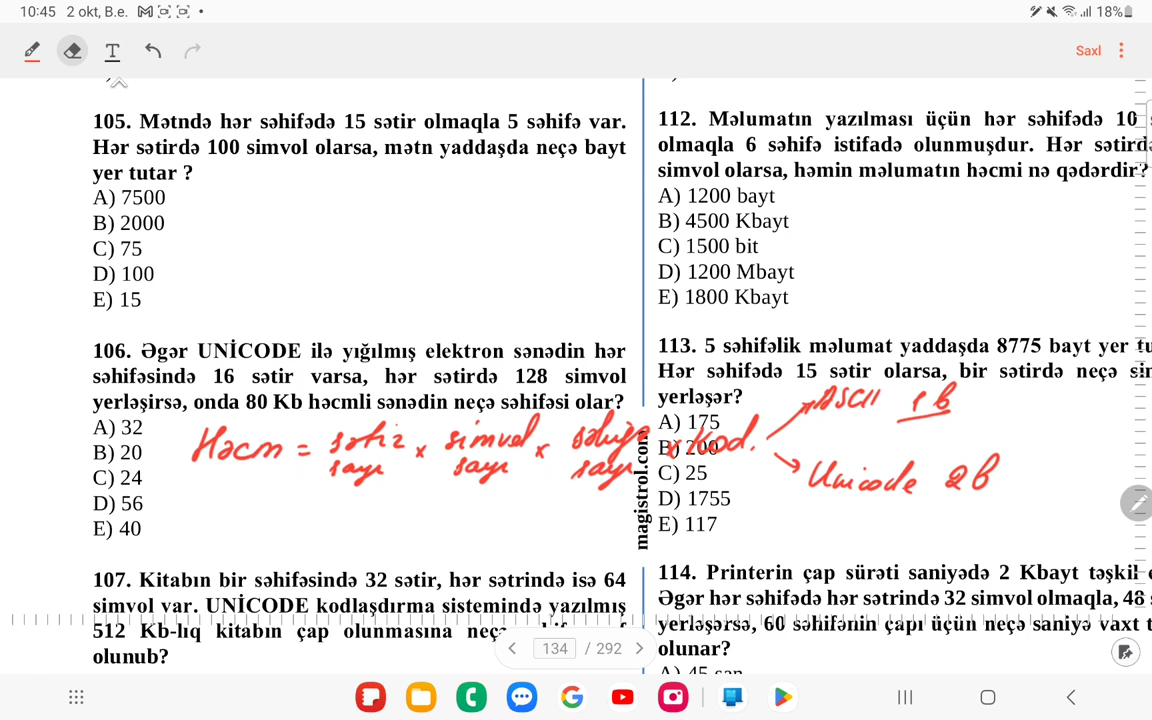 10:45 2 okt, B.e. 18%
T Saxl
105. Mətndə hər səhifədə 15 sətir olmaqla 5 səhifə var.
Hər sətirdə 100 simvol olarsa, mətn yaddaşda neçə bayt
yer tutar ?
A) 7500
B) 2000
C) 75
D) 100
E) 15
106. Əgər UNİCODE ilə yığılmış elektron sənədin hər
səhifəsində 16 sətir varsa, hər sətirdə 128 simvol
yerləşirsə, onda 80 Kb həcmli sənədin neçə səhifəsi olar?
A) 32
B) 20
C) 24
D) 56
E) 40
Həcm = sətir sayı x simvol sayı x səhifə sayı x kod.
ASCII 1 b
Unicode 2 b
107. Kitabın bir səhifəsində 32 sətir, hər sətrində isə 64
simvol var. UNİCODE kodlaşdırma sistemində yazılmış
512 Kb-lıq kitabın çap olunmasına
olunub?
magistrol.com
112. Məlumatın yazılması üçün hər səhifədə 10
olmaqla 6 səhifə istifadə olunmuşdur. Hər
simvol olarsa, həmin məlumatın həcmi nə qədərdir?
A) 1200 bayt
B) 4500 Kbayt
C) 1500 bit
D) 1200 Mbayt
E) 1800 Kbayt
113. 5 səhifəlik məlumat yaddaşda 8775 bayt yer
Hər səhifədə 15 sətir olarsa, bir sətirdə neçə
yerləşər?
A) 175
B) 200
C) 25
D) 1755
E) 117
114. Printerin çap sürəti saniyədə 2 Kbayt təşkil
Əgər hər səhifədə hər sətrində 32 simvol olmaqla, 48
yerləşərsə, 60 səhifənin çapı üçün neçə saniyə vaxt
olunar?
A) 45 san
134 / 292